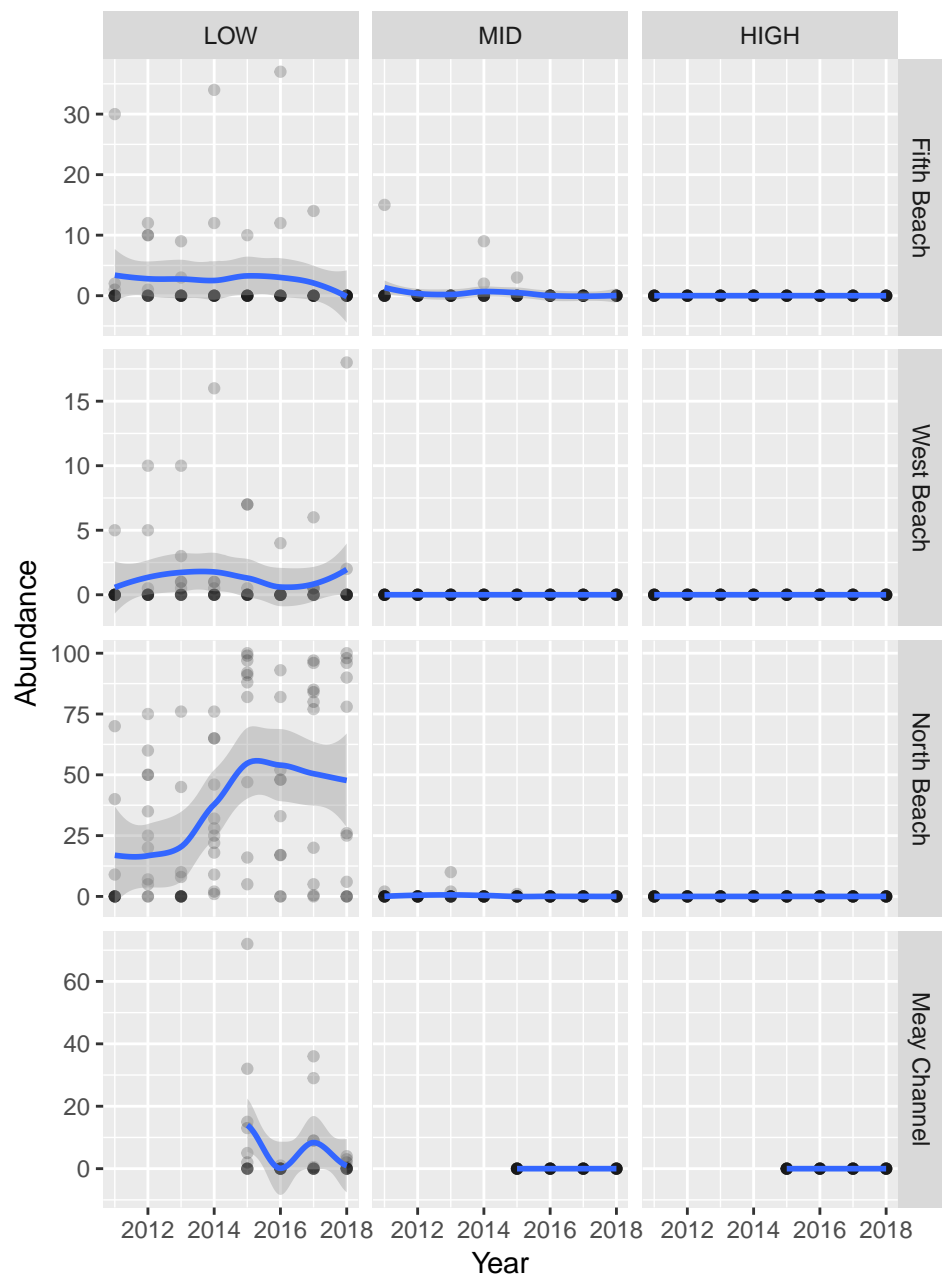 LOW MID HIGH
30
20
10
0
Fifth Beach
15
10
5
0
West Beach
Abundance
100
75
50
25
0
North Beach
60
40
20
0
Meay Channel
2012 2014 2016 2018 2012 2014 2016 2018 2012 2014 2016 2018
Year